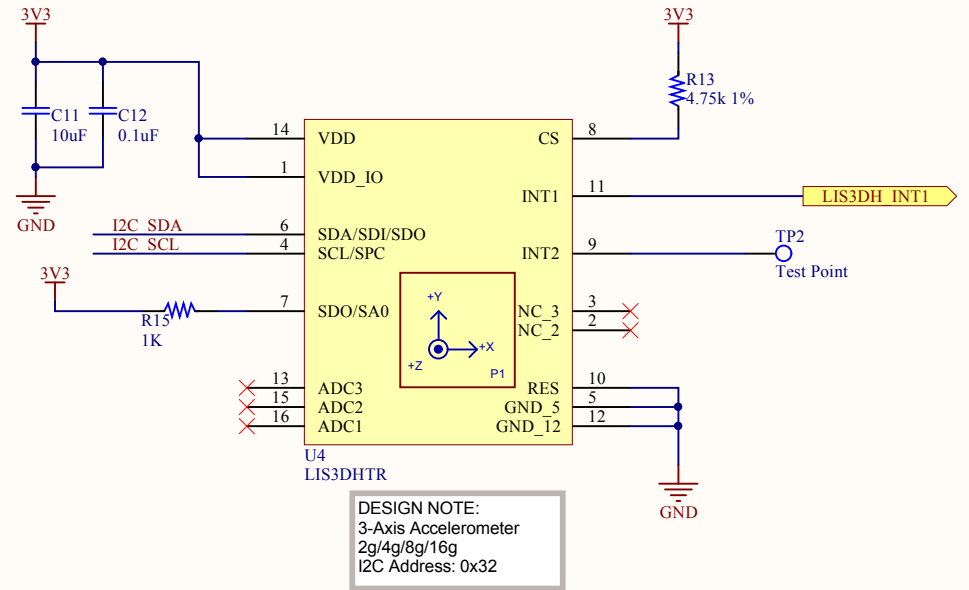 3V3
3V3
C11
10uF
C12
0.1uF
R13
4.75k 1%
14
VDD
CS
8
1
VDD_IO
INT1
11
LIS3DH_INT1
I2C_SDA
6
SDA/SDI/SDO
I2C_SCL
4
SCL/SPC
INT2
9
TP2
Test Point
GND
3V3
R15
1K
7
SDO/SA0
NC_3
3
NC_2
2
+Y
+X
+Z
P1
13
ADC3
15
ADC2
16
ADC1
RES
10
GND_5
5
GND_12
12
GND
U4
LIS3DHTR
DESIGN NOTE:
3-Axis Accelerometer
2g/4g/8g/16g
I2C Address: 0x32